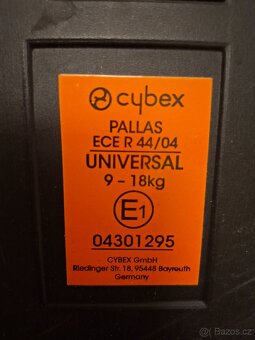 cybex
PALLAS
ECE R 44/04
UNIVERSAL
9 – 18kg
E1
04301295
CYBEX GmbH
Riedinger Str. 18, 95448 Bayreuth
Germany
Bazos.cz